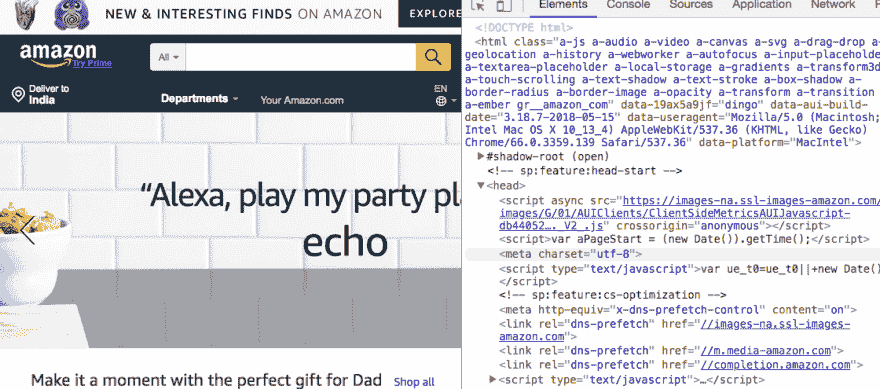 NEW & INTERESTING FINDS ON AMAZON
EXPLORE
amazon
Try Prime
All
Deliver to
India
Departments
Your Amazon.com
EN
“Alexa, play my party pl
echo
Make it a moment with the perfect gift for Dad
Shop all
Elements Console Sources Application Network
<!DOCTYPE html>
<html class="a-js a-audio a-video a-canvas a-svg a-drag-drop a-
geolocation a-history a-webworker a-autofocus a-input-placeholde
a-textarea-placeholder a-local-storage a-gradients a-transform3d
a-touch-scrolling a-text-shadow a-text-stroke a-box-shadow a-
border-radius a-border-image a-opacity a-transform a-transition
a-ember gr__amazon_com" data-19ax5a9jf="dingo" data-aui-build-
date="3.18.7-2018-05-15" data-useragent="Mozilla/5.0 (Macintosh;
Intel Mac OS X 10_13_4) AppleWebKit/537.36 (KHTML, like Gecko)
Chrome/66.0.3359.139 Safari/537.36" data-platform="MacIntel">
#shadow-root (open)
<!-- sp:feature:head-start -->
<head>
<script async src="https://images-na.ssl-images-amazon.com/
images/G/01/AUIClients/ClientSideMetricsAUIJavascript-
db44052…._V2_.js" crossorigin="anonymous"></script>
<script>var aPageStart = (new Date()).getTime();</script>
<meta charset="utf-8">
<script type="text/javascript">var ue_t0=ue_t0||+new Date()
</script>
<!-- sp:feature:cs-optimization -->
<meta http-equiv="x-dns-prefetch-control" content="on">
<link rel="dns-prefetch" href="//images-na.ssl-images-
amazon.com">
<link rel="dns-prefetch" href="//m.media-amazon.com">
<link rel="dns-prefetch" href="//completion.amazon.com">
<script type="text/javascript">…</script>